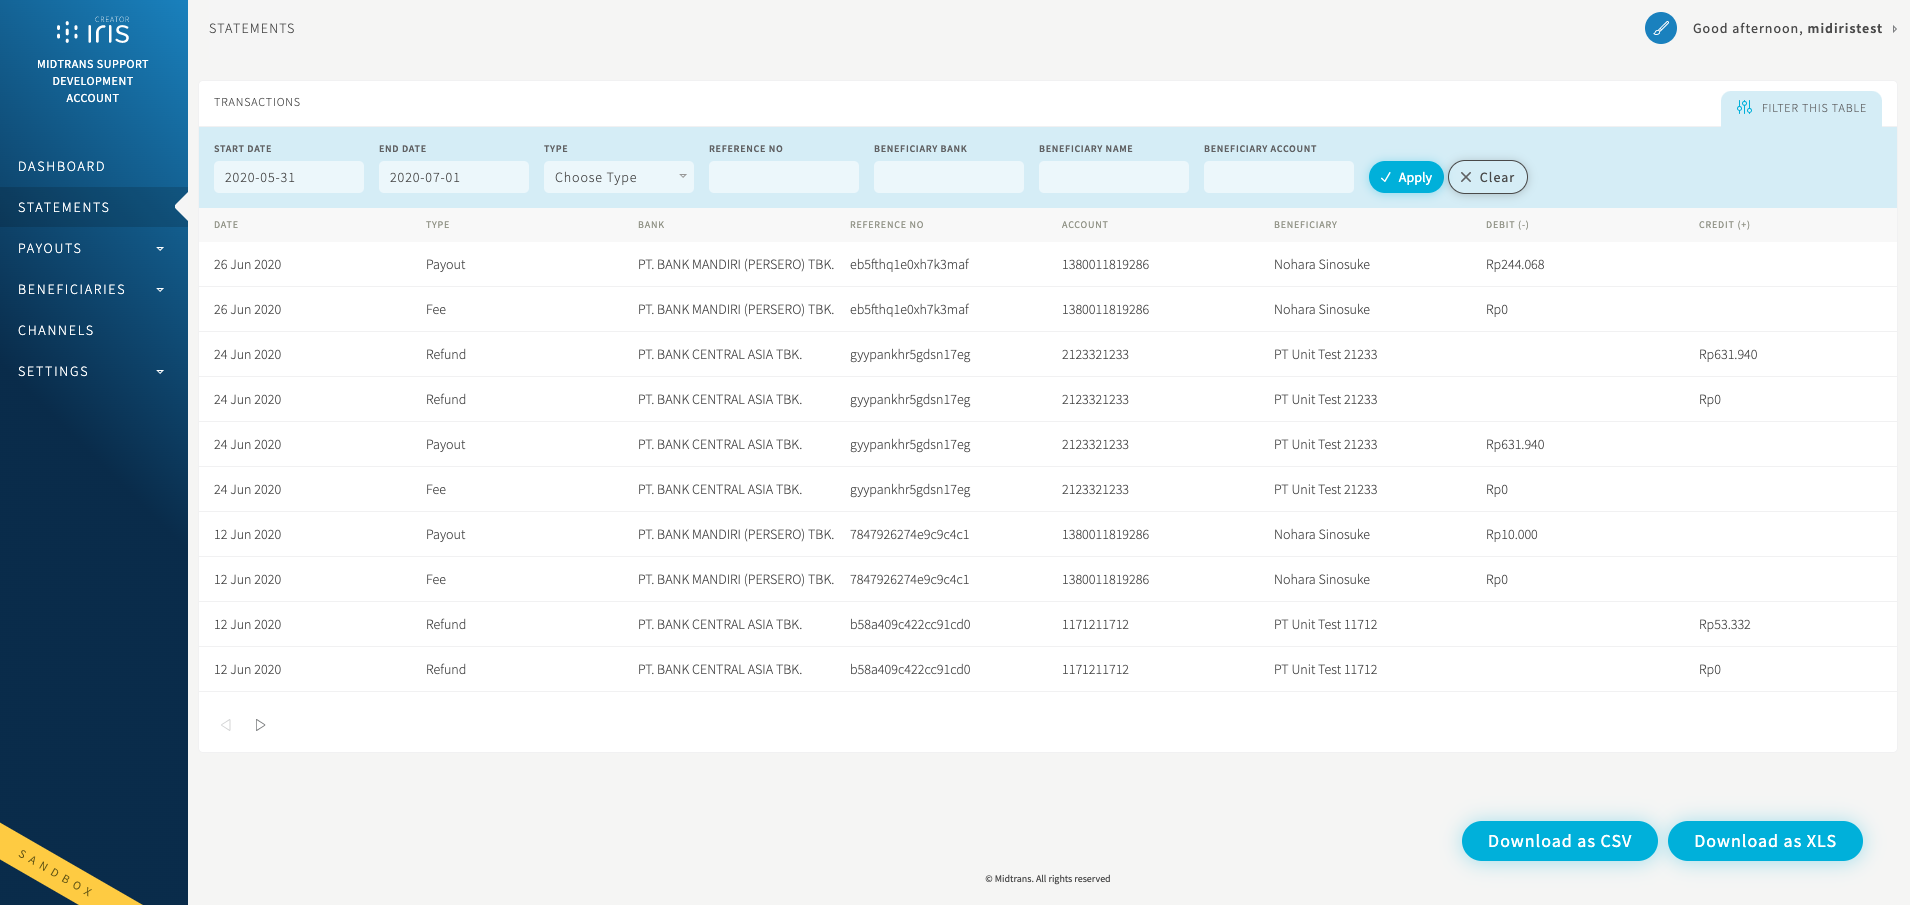 CREATOR
iris
MIDTRANS SUPPORT
DEVELOPMENT
ACCOUNT
DASHBOARD
STATEMENTS
PAYOUTS
BENEFICIARIES
CHANNELS
SETTINGS
SANDBOX
STATEMENTS
Good afternoon, midiristest
TRANSACTIONS
FILTER THIS TABLE
START DATE END DATE TYPE REFERENCE NO BENEFICIARY BANK BENEFICIARY NAME BENEFICIARY ACCOUNT
2020-05-31 2020-07-01 Choose Type Apply Clear
DATE TYPE BANK REFERENCE NO ACCOUNT BENEFICIARY DEBIT (-) CREDIT (+)
26 Jun 2020 Payout PT. BANK MANDIRI (PERSERO) TBK. eb5fthq1e0xh7k3maf 1380011819286 Nohara Sinosuke Rp244.068
26 Jun 2020 Fee PT. BANK MANDIRI (PERSERO) TBK. eb5fthq1e0xh7k3maf 1380011819286 Nohara Sinosuke Rp0
24 Jun 2020 Refund PT. BANK CENTRAL ASIA TBK. gyypankhr5gdsn17eg 2123321233 PT Unit Test 21233 Rp631.940
24 Jun 2020 Refund PT. BANK CENTRAL ASIA TBK. gyypankhr5gdsn17eg 2123321233 PT Unit Test 21233 Rp0
24 Jun 2020 Payout PT. BANK CENTRAL ASIA TBK. gyypankhr5gdsn17eg 2123321233 PT Unit Test 21233 Rp631.940
24 Jun 2020 Fee PT. BANK CENTRAL ASIA TBK. gyypankhr5gdsn17eg 2123321233 PT Unit Test 21233 Rp0
12 Jun 2020 Payout PT. BANK MANDIRI (PERSERO) TBK. 7847926274e9c9c4c1 1380011819286 Nohara Sinosuke Rp10.000
12 Jun 2020 Fee PT. BANK MANDIRI (PERSERO) TBK. 7847926274e9c9c4c1 1380011819286 Nohara Sinosuke Rp0
12 Jun 2020 Refund PT. BANK CENTRAL ASIA TBK. b58a409c422cc91cd0 1171211712 PT Unit Test 11712 Rp53.332
12 Jun 2020 Refund PT. BANK CENTRAL ASIA TBK. b58a409c422cc91cd0 1171211712 PT Unit Test 11712 Rp0
Download as CSV Download as XLS
© Midtrans. All rights reserved